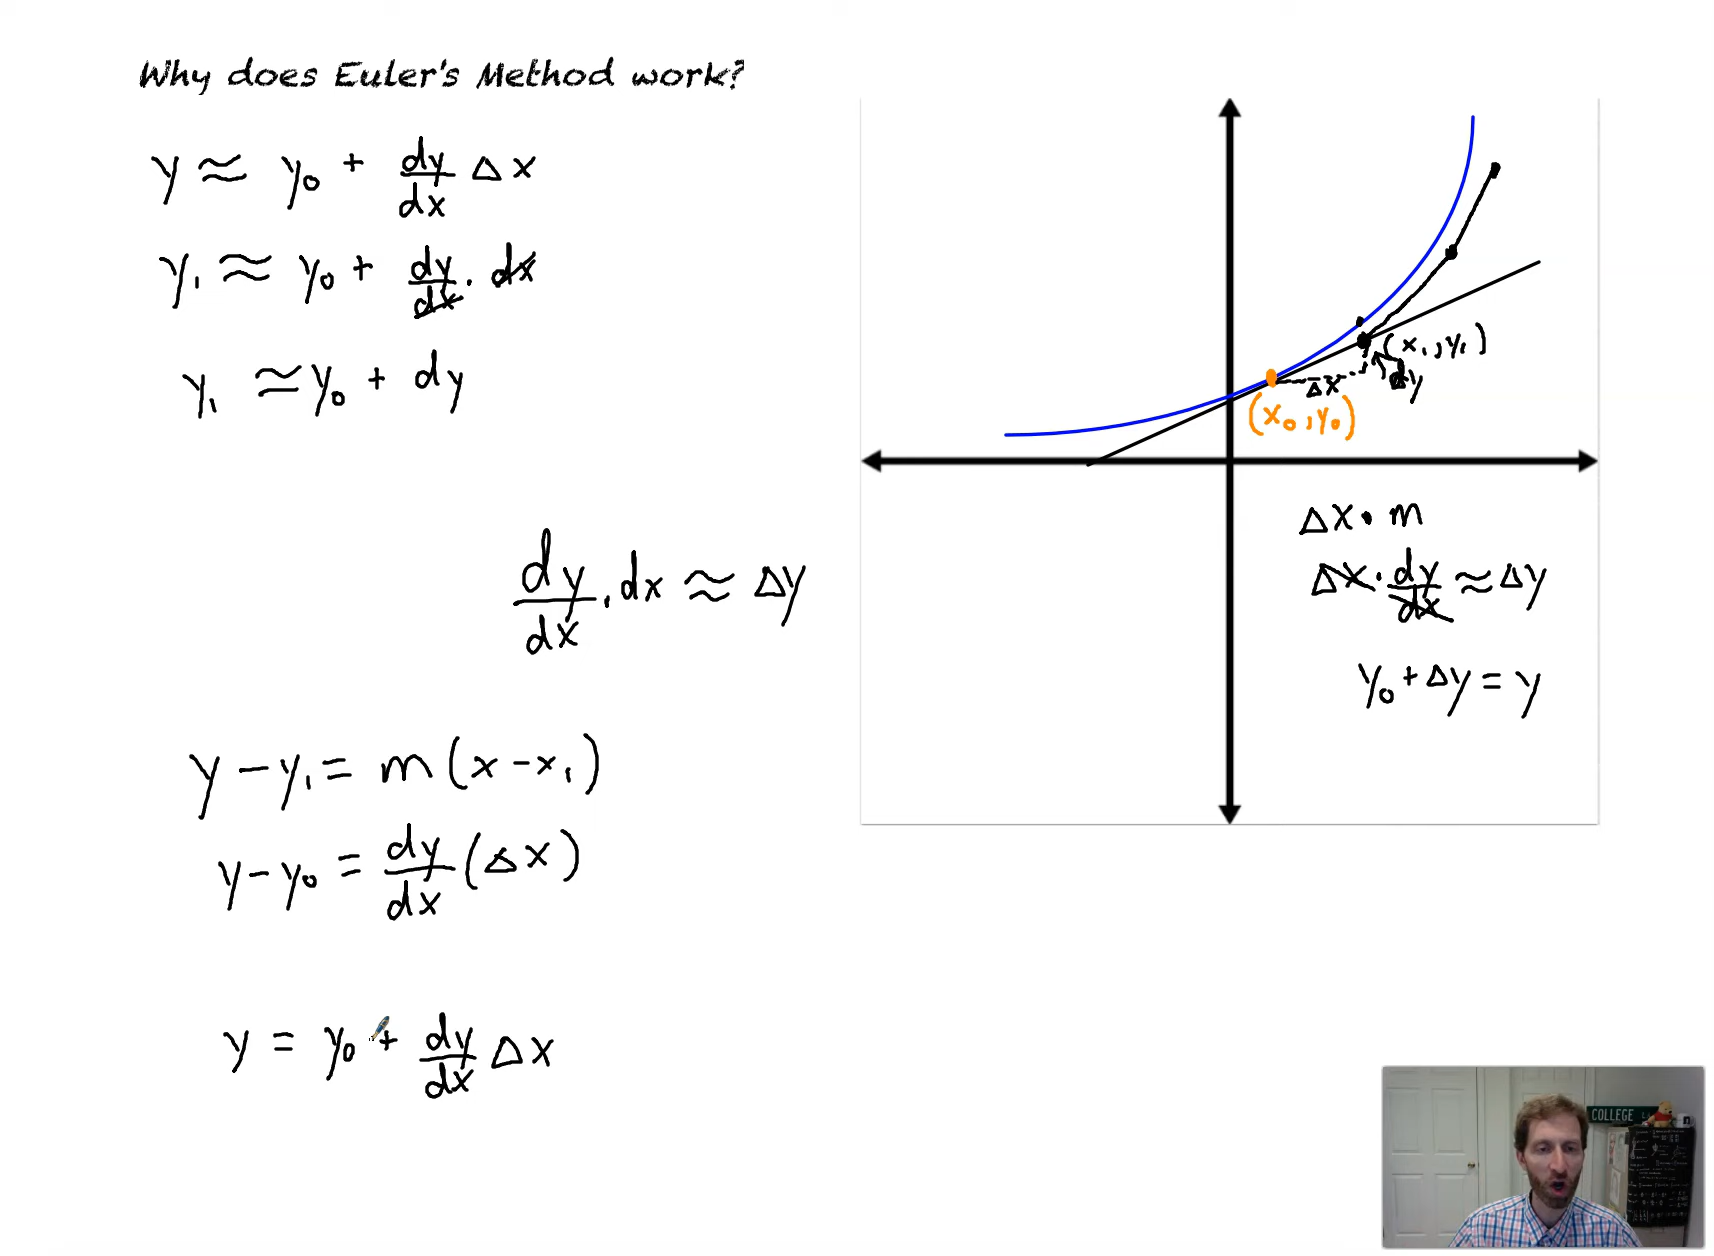 Why does Euler's Method work?
y ≈ y₀ + dy/dx Δx
y₁ ≈ y₀ + dy/dx · dx
y₁ ≈ y₀ + dy
dy/dx · dx ≈ Δy
y − y₁ = m(x − x₁)
y − y₀ = dy/dx (Δx)
y = y₀ + dy/dx Δx
(x₁, y₁)
Δx
dy
(x₀, y₀)
Δx · m
Δx · dy/dx ≈ Δy
y₀ + Δy = y
COLLEGE